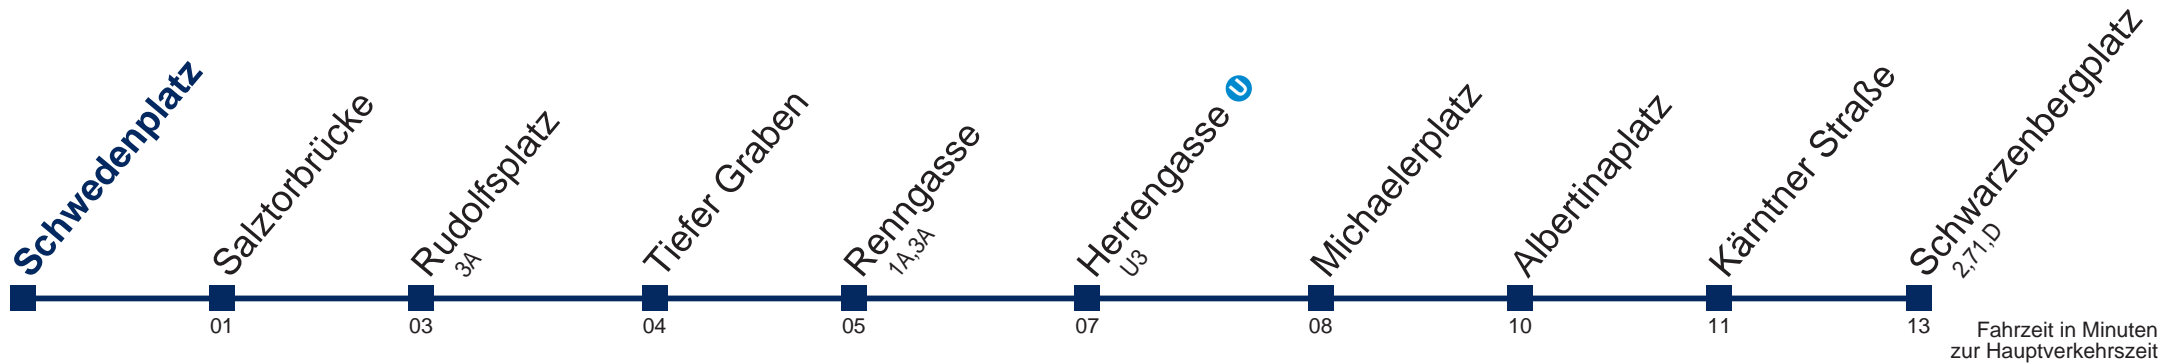 Schwedenplatz
Salztorbrücke
01
Rudolfsplatz
3A
03
Tiefer Graben
04
Renngasse
1A,3A
05
Herrengasse U
U3
07
Michaelerplatz
08
Albertinaplatz
10
Kärntner Straße
11
Schwarzenbergplatz
2,71,D
13
Fahrzeit in Minuten
zur Hauptverkehrszeit